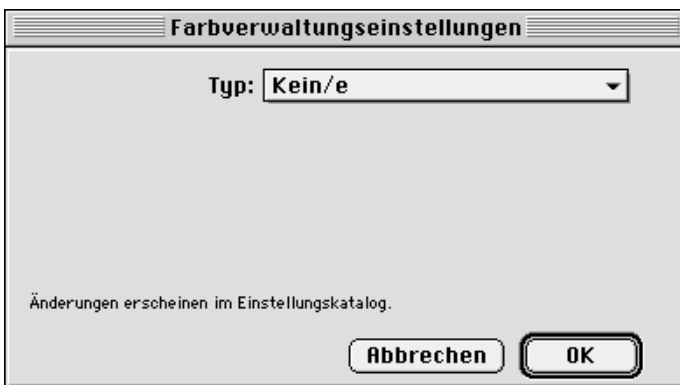 Farbverwaltungseinstellungen
Typ: Kein/e
Änderungen erscheinen im Einstellungskatalog.
Abbrechen OK